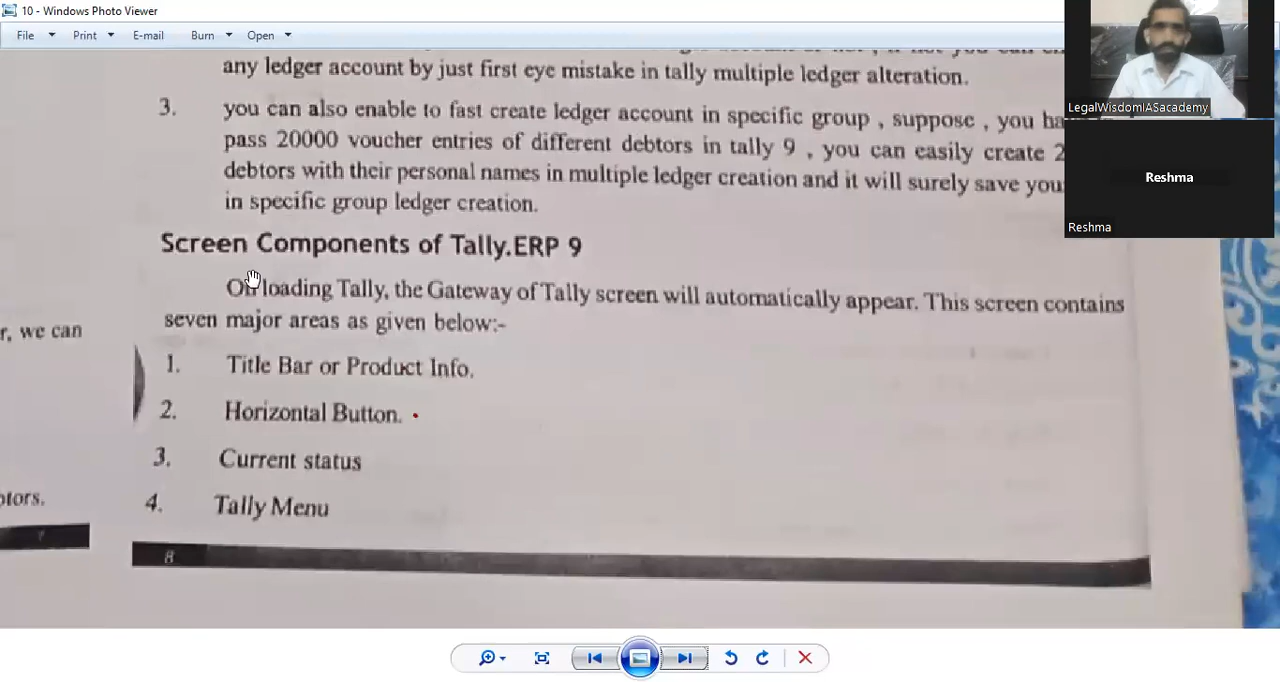 10 - Windows Photo Viewer
File Print E-mail Burn Open
any ledger account by just first eye mistake in tally multiple ledger alteration.
3. you can also enable to fast create ledger account in specific group , suppose , you ha
pass 20000 voucher entries of different debtors in tally 9 , you can easily create 2
debtors with their personal names in multiple ledger creation and it will surely save you
in specific group ledger creation.
Screen Components of Tally.ERP 9
On loading Tally, the Gateway of Tally screen will automatically appear. This screen contains
seven major areas as given below:-
r, we can
1. Title Bar or Product Info.
2. Horizontal Button.
3. Current status
4. Tally Menu
otors.
7
8
LegalWisdomIASacademy
Reshma
Reshma